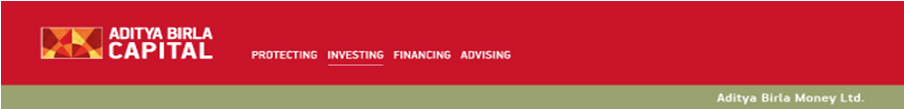 ADITYA BIRLA
CAPITAL
PROTECTING INVESTING FINANCING ADVISING
Aditya Birla Money Ltd.